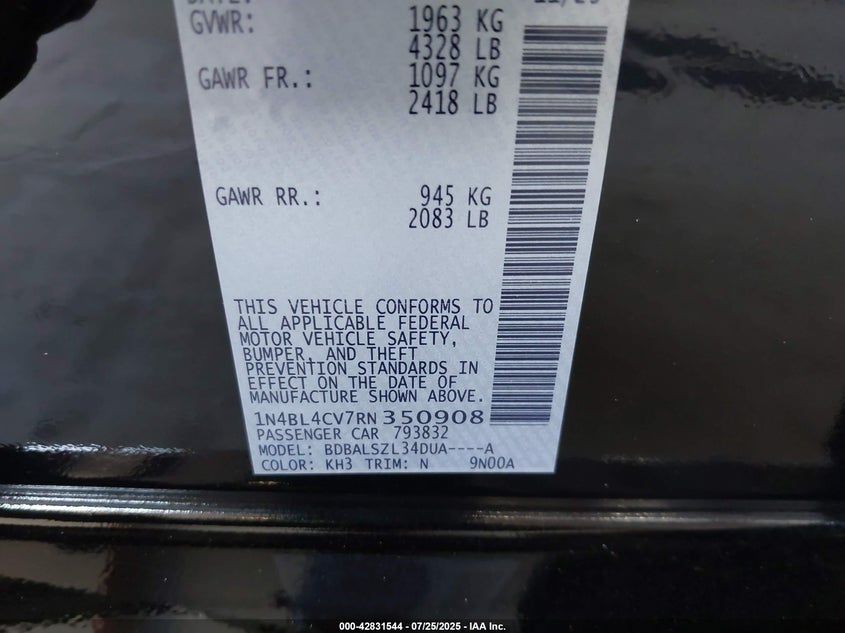 GVWR: 1963 KG
4328 LB
GAWR FR.: 1097 KG
2418 LB
GAWR RR.: 945 KG
2083 LB
THIS VEHICLE CONFORMS TO
ALL APPLICABLE FEDERAL
MOTOR VEHICLE SAFETY,
BUMPER, AND THEFT
PREVENTION STANDARDS IN
EFFECT ON THE DATE OF
MANUFACTURE SHOWN ABOVE.
1N4BL4CV7RN350908
PASSENGER CAR 793832
MODEL: BDBALSZL34DUA----A
COLOR: KH3 TRIM: N 9N00A
000-42831544 / 07/25/2025 - IAA Inc.